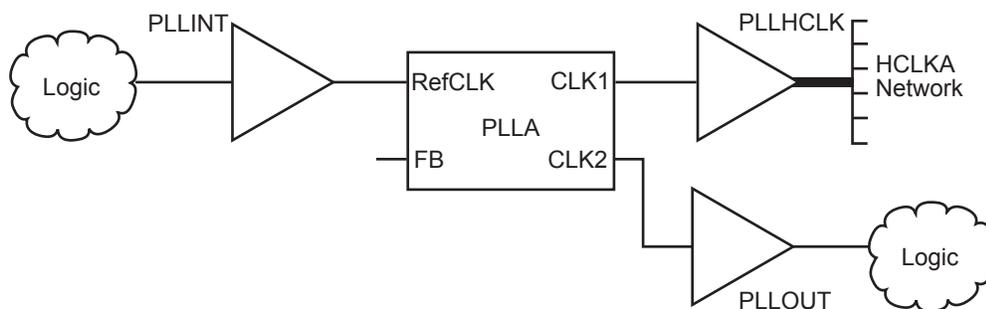 PLLINT
PLLHCLK
Logic
RefCLK
CLK1
HCLKA
Network
PLLA
FB
CLK2
Logic
PLLOUT